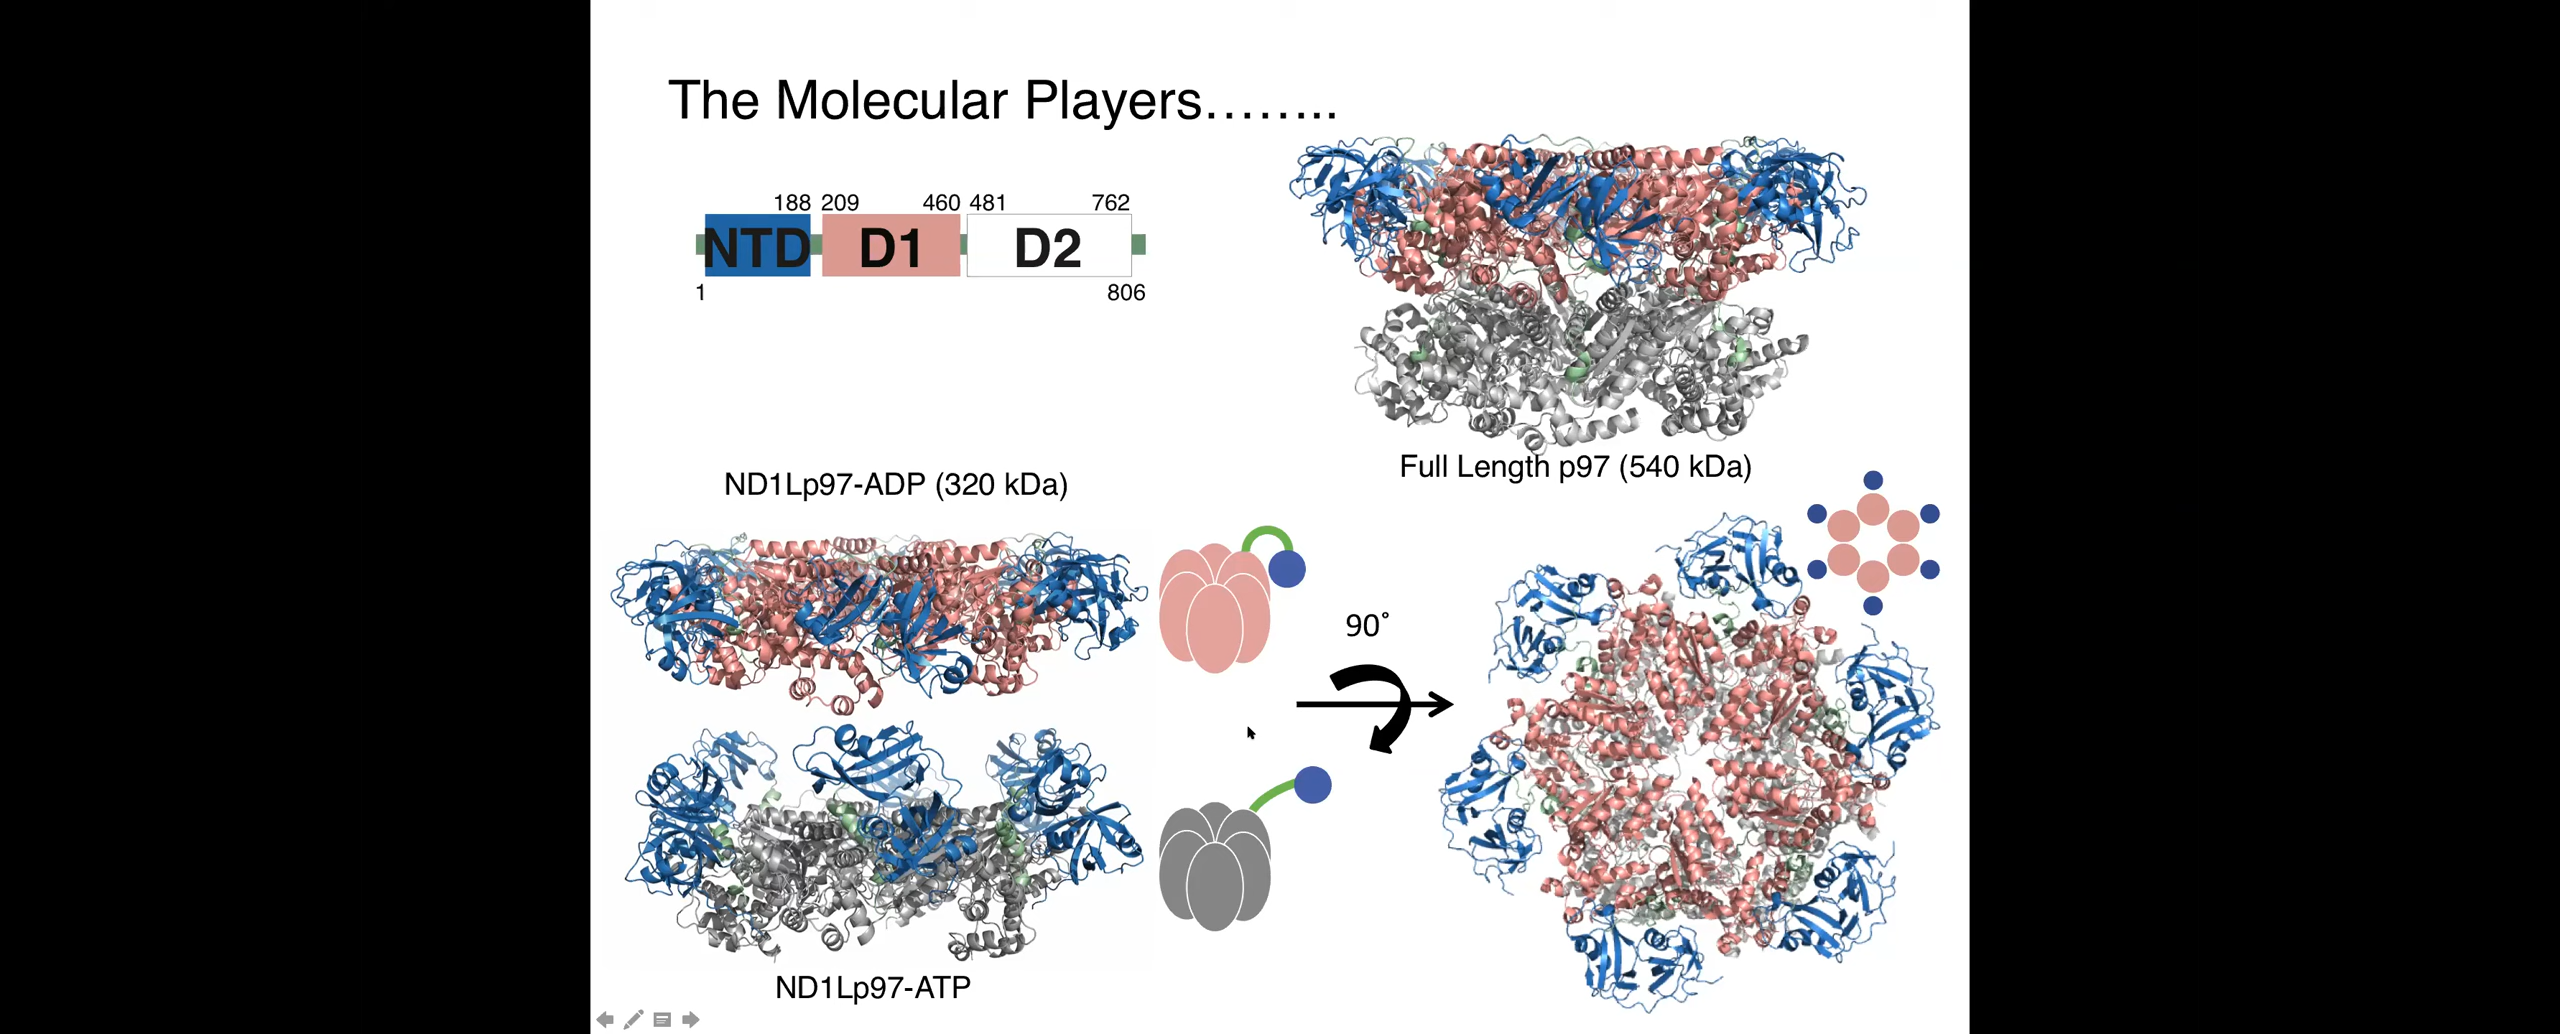 The Molecular Players……..
188 209 460 481 762
NTD D1 D2
1 806
Full Length p97 (540 kDa)
ND1Lp97-ADP (320 kDa)
90°
ND1Lp97-ATP